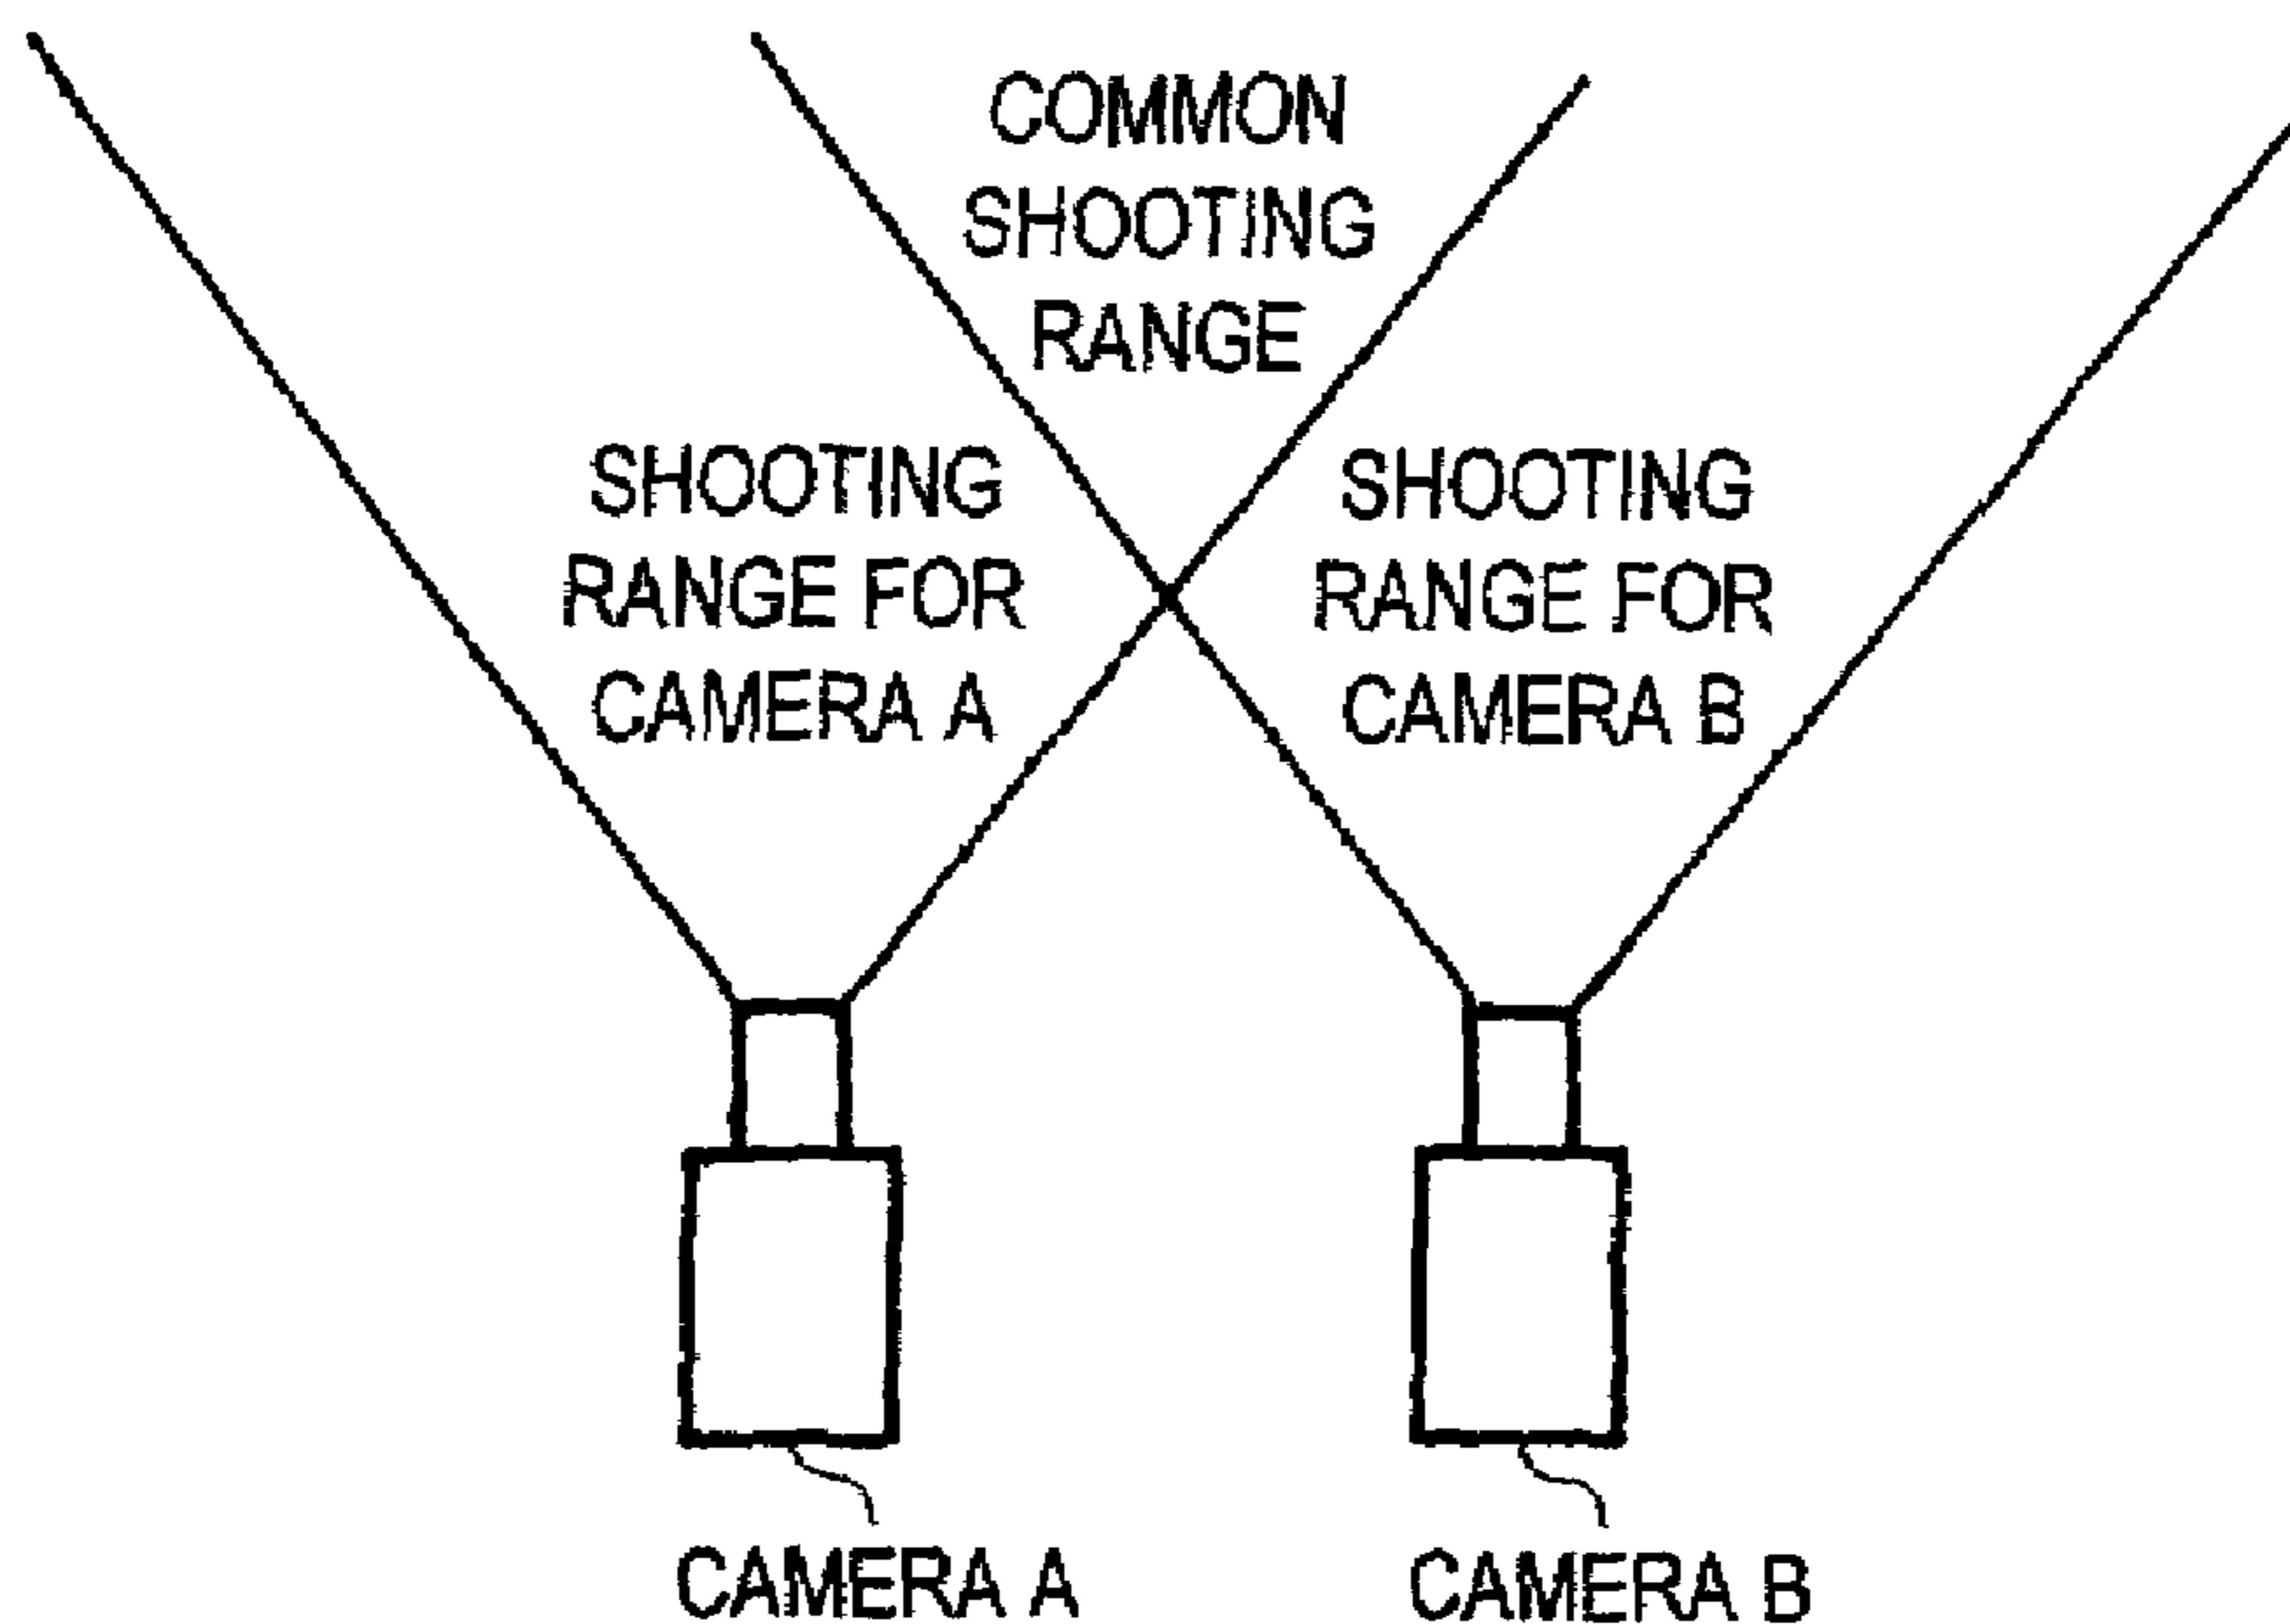 COMMON
SHOOTING
RANGE
SHOOTING
RANGE FOR
CAMERA A
SHOOTING
RANGE FOR
CAMERA B
CAMERA A
CAMERA B